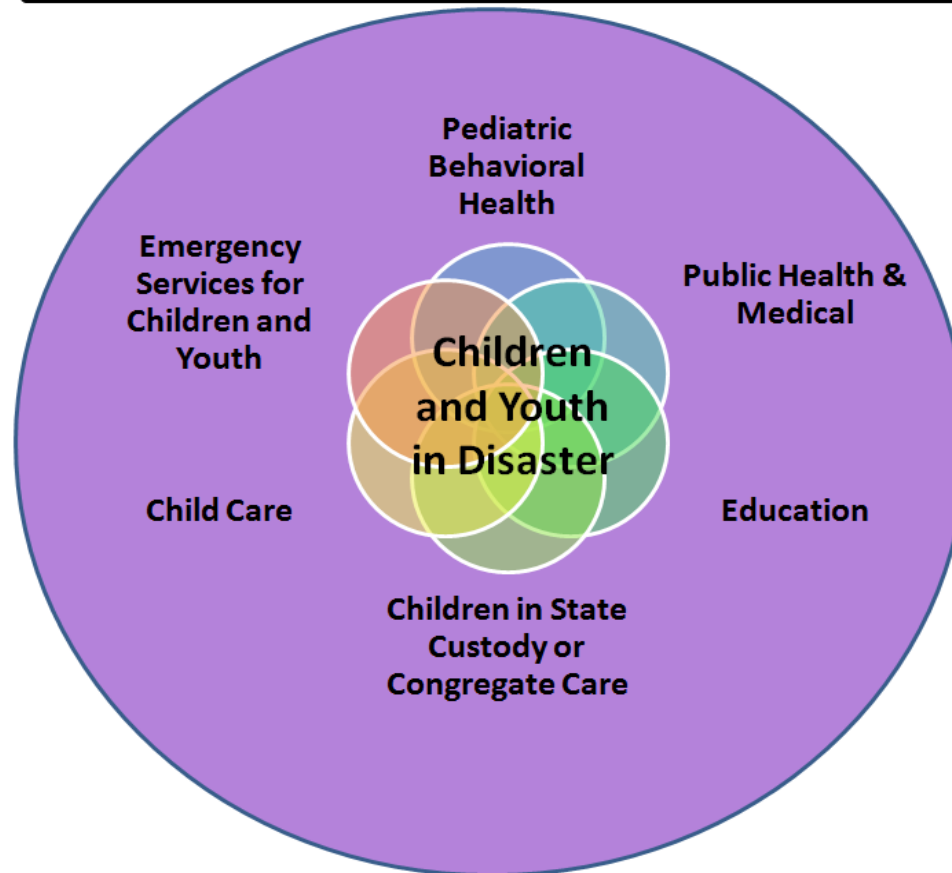 Pediatric
Behavioral
Health
Emergency
Services for
Children and
Youth
Public Health &
Medical
Children
and Youth
in Disaster
Child Care
Education
Children in State
Custody or
Congregate Care